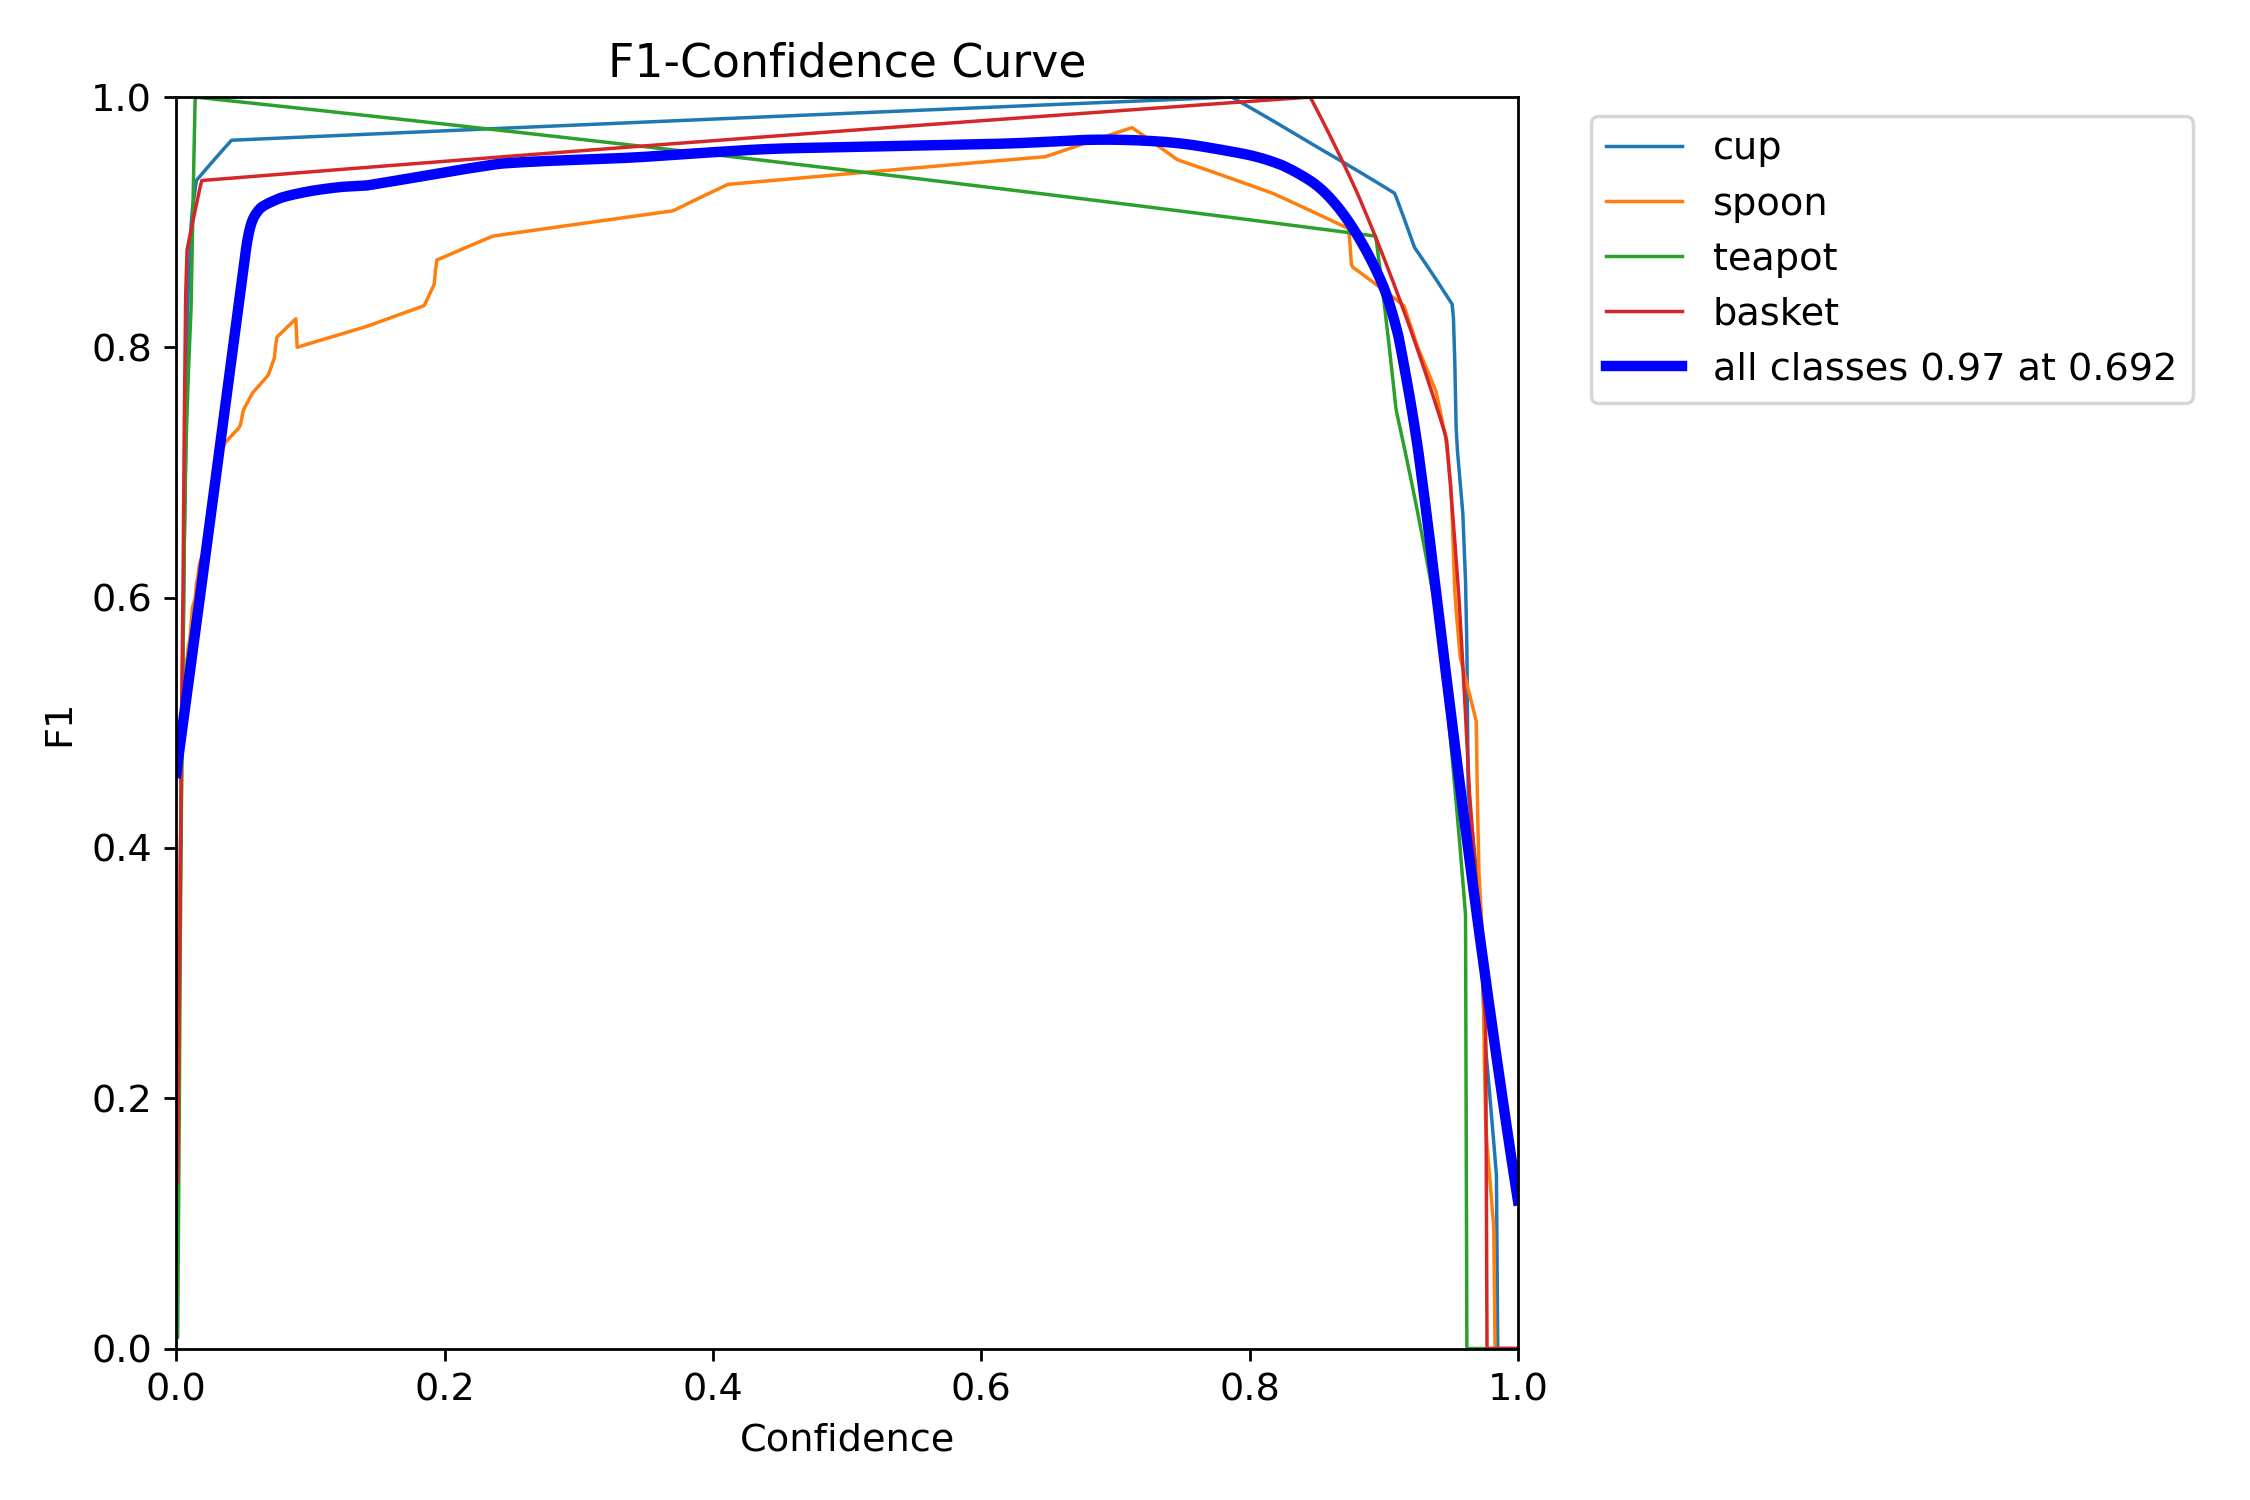 F1-Confidence Curve
1.0
0.8
0.6
0.4
0.2
0.0
F1
0.0 0.2 0.4 0.6 0.8 1.0
Confidence
cup
spoon
teapot
basket
all classes 0.97 at 0.692